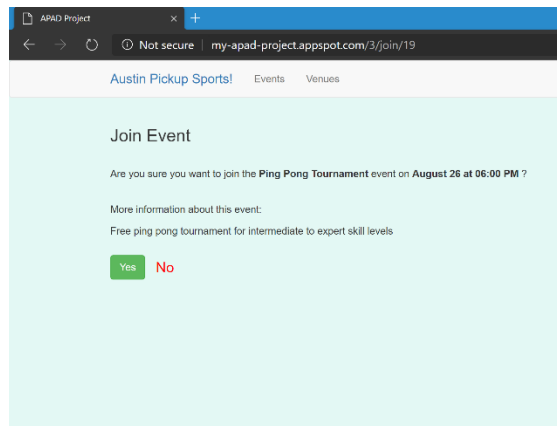 APAD Project
Not secure | my-apad-project.appspot.com/3/join/19
Austin Pickup Sports! Events Venues
Join Event
Are you sure you want to join the Ping Pong Tournament event on August 26 at 06:00 PM ?
More information about this event:
Free ping pong tournament for intermediate to expert skill levels
Yes No